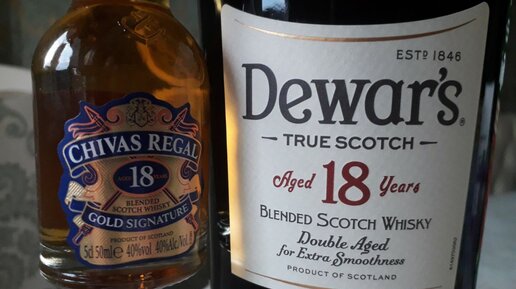 CHIVAS REGAL
AGED 18 YEARS
BLENDED
SCOTCH WHISKY
GOLD SIGNATURE
PRODUCT OF SCOTLAND
5cl 50ml e 40%vol 40%Alc/Vol
ESTD 1846
Dewar's
TRUE SCOTCH
Aged 18 Years
BLENDED SCOTCH WHISKY
Double Aged
for Extra Smoothness
PRODUCT OF SCOTLAND